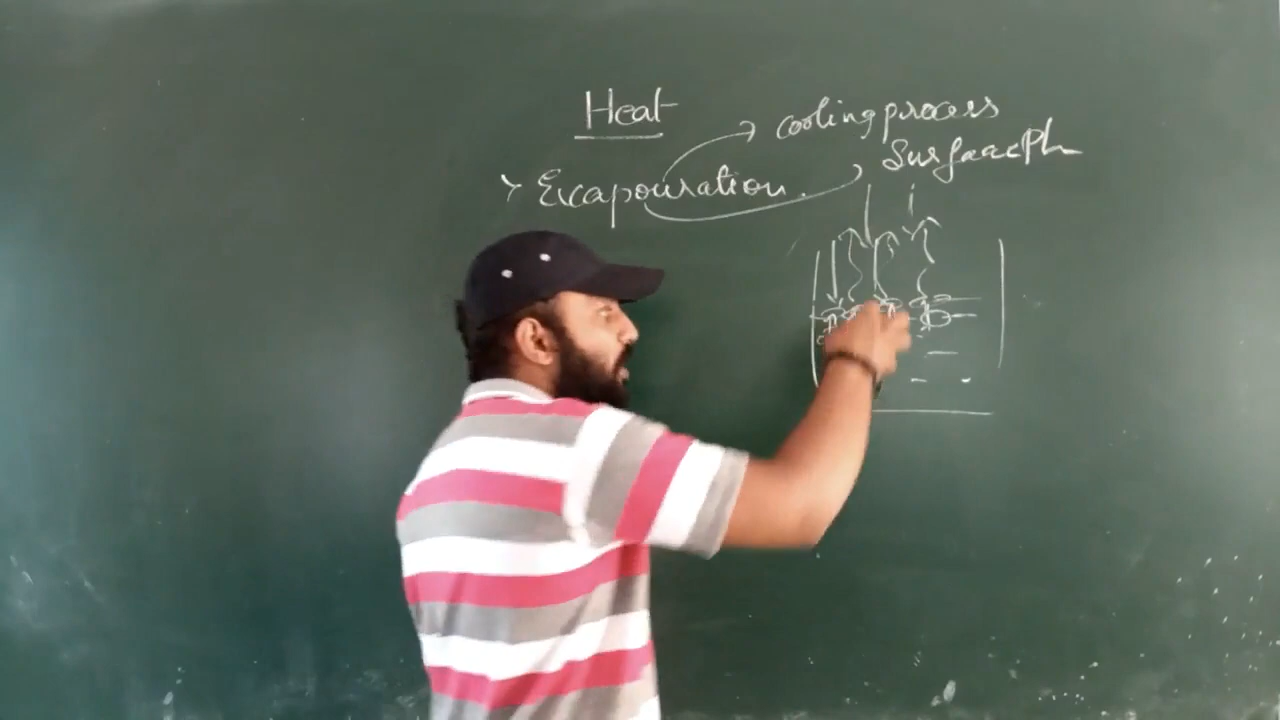 Heat
cooling process
Surface Ph
> Evapouration.